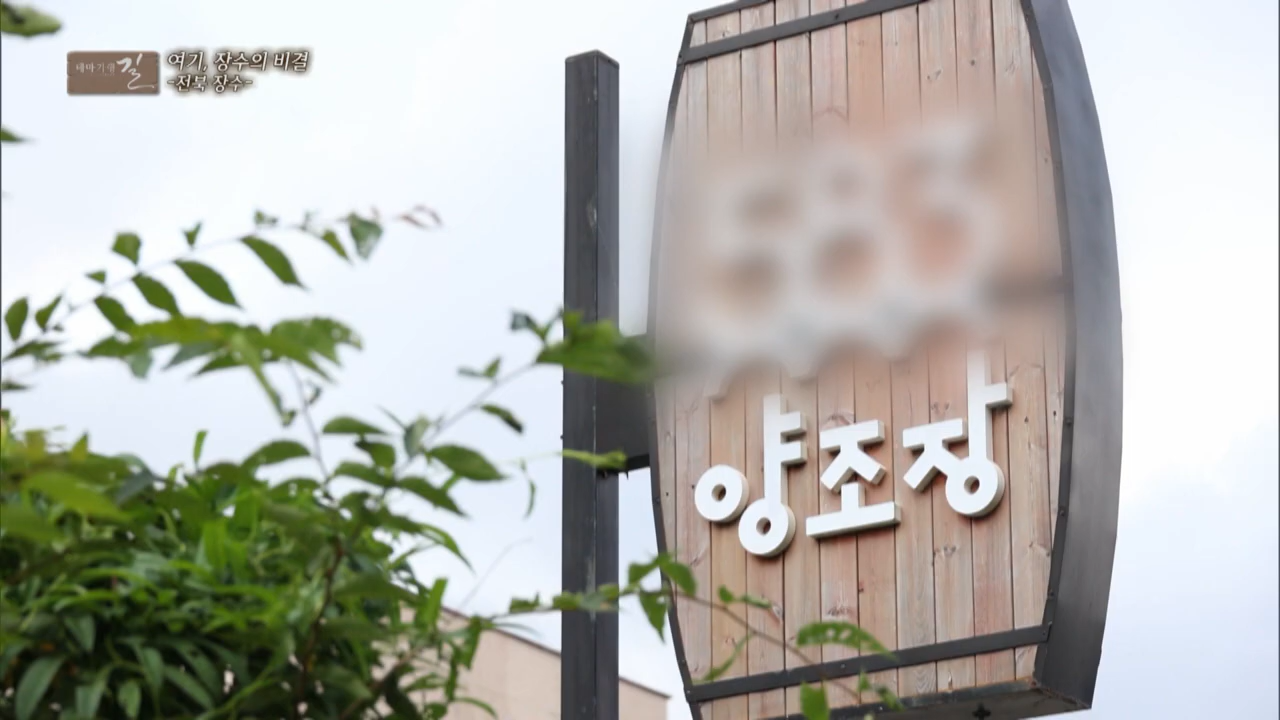 테마기행 길
여기, 장수의 비결
-전북 장수-
양조장